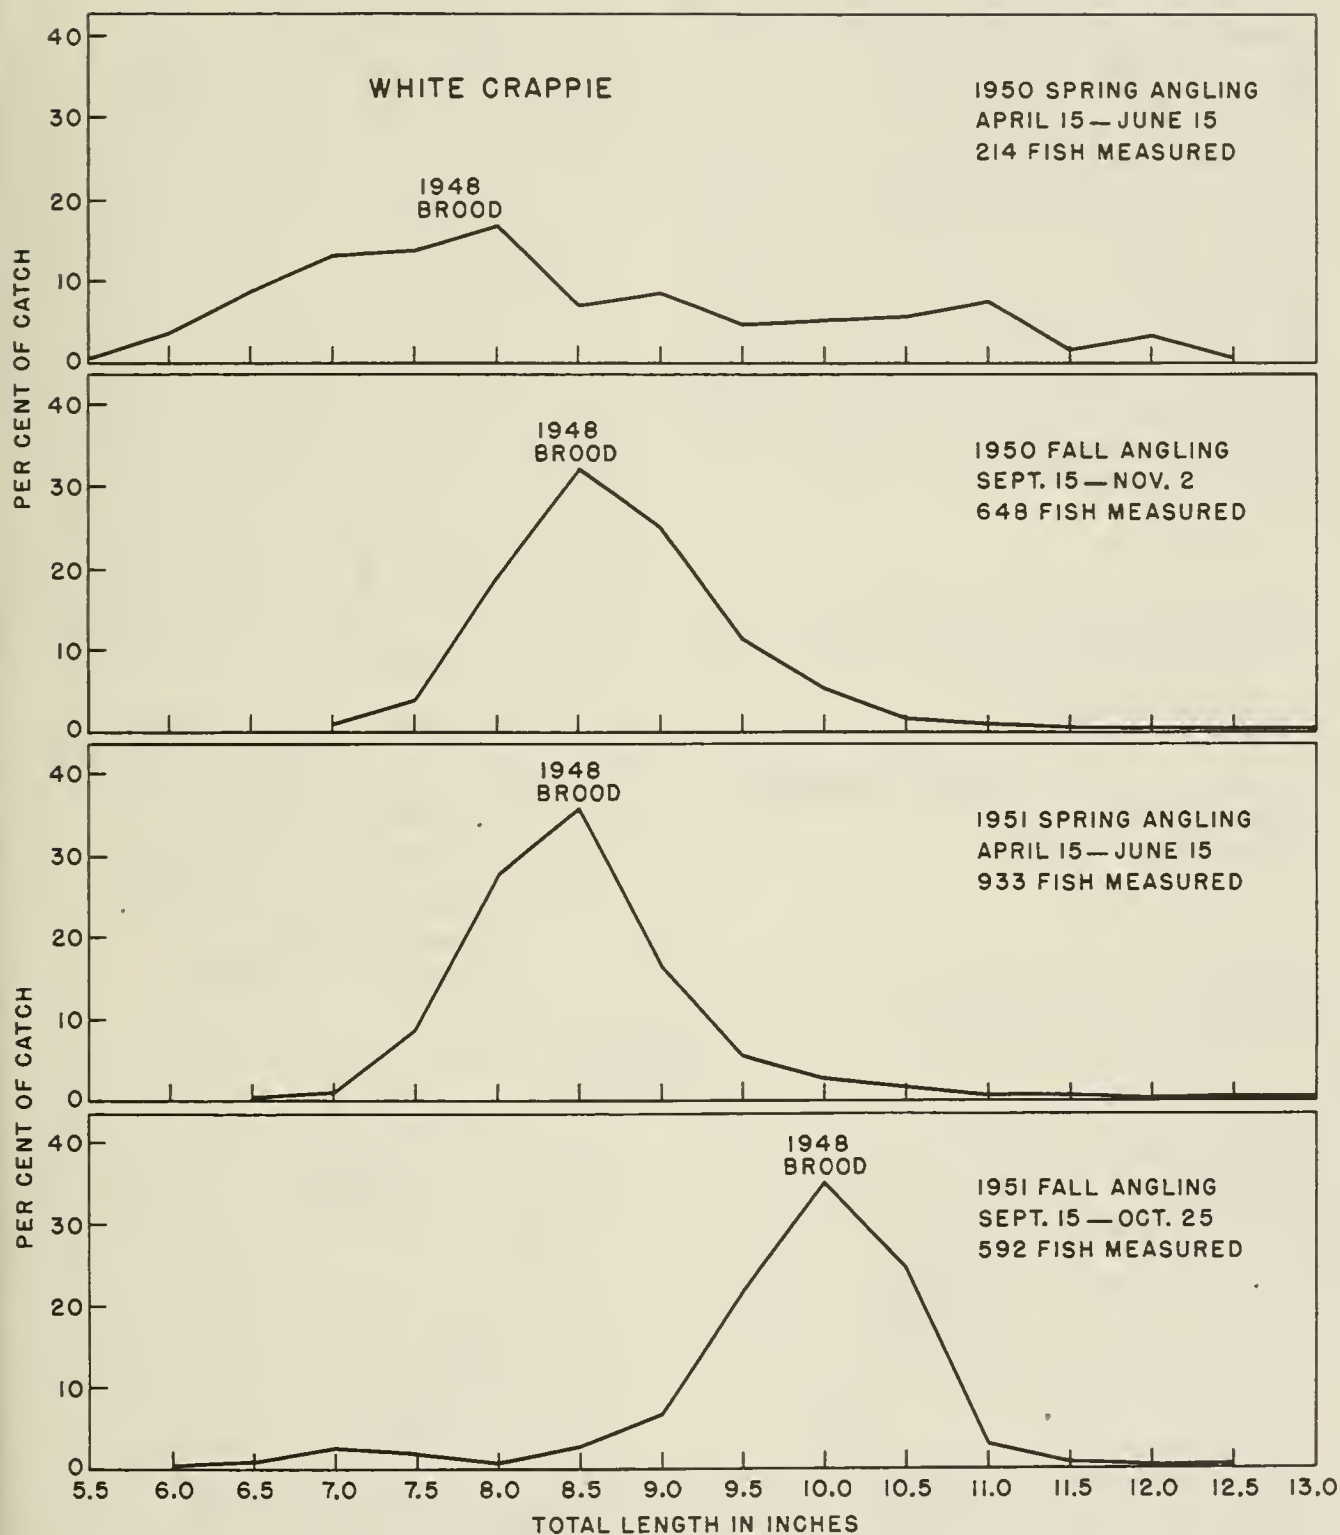 WHITE CRAPPIE
1950 SPRING ANGLING
APRIL 15—JUNE 15
214 FISH MEASURED
1948
BROOD
40
30
20
10
0
PER CENT OF CATCH
1950 FALL ANGLING
SEPT. 15—NOV. 2
648 FISH MEASURED
1948
BROOD
40
30
20
10
0
1951 SPRING ANGLING
APRIL 15—JUNE 15
933 FISH MEASURED
1948
BROOD
40
30
20
10
0
PER CENT OF CATCH
1951 FALL ANGLING
SEPT. 15—OCT. 25
592 FISH MEASURED
1948
BROOD
40
30
20
10
0
5.5 6.0 6.5 7.0 7.5 8.0 8.5 9.0 9.5 10.0 10.5 11.0 11.5 12.0 12.5 13.0
TOTAL LENGTH IN INCHES